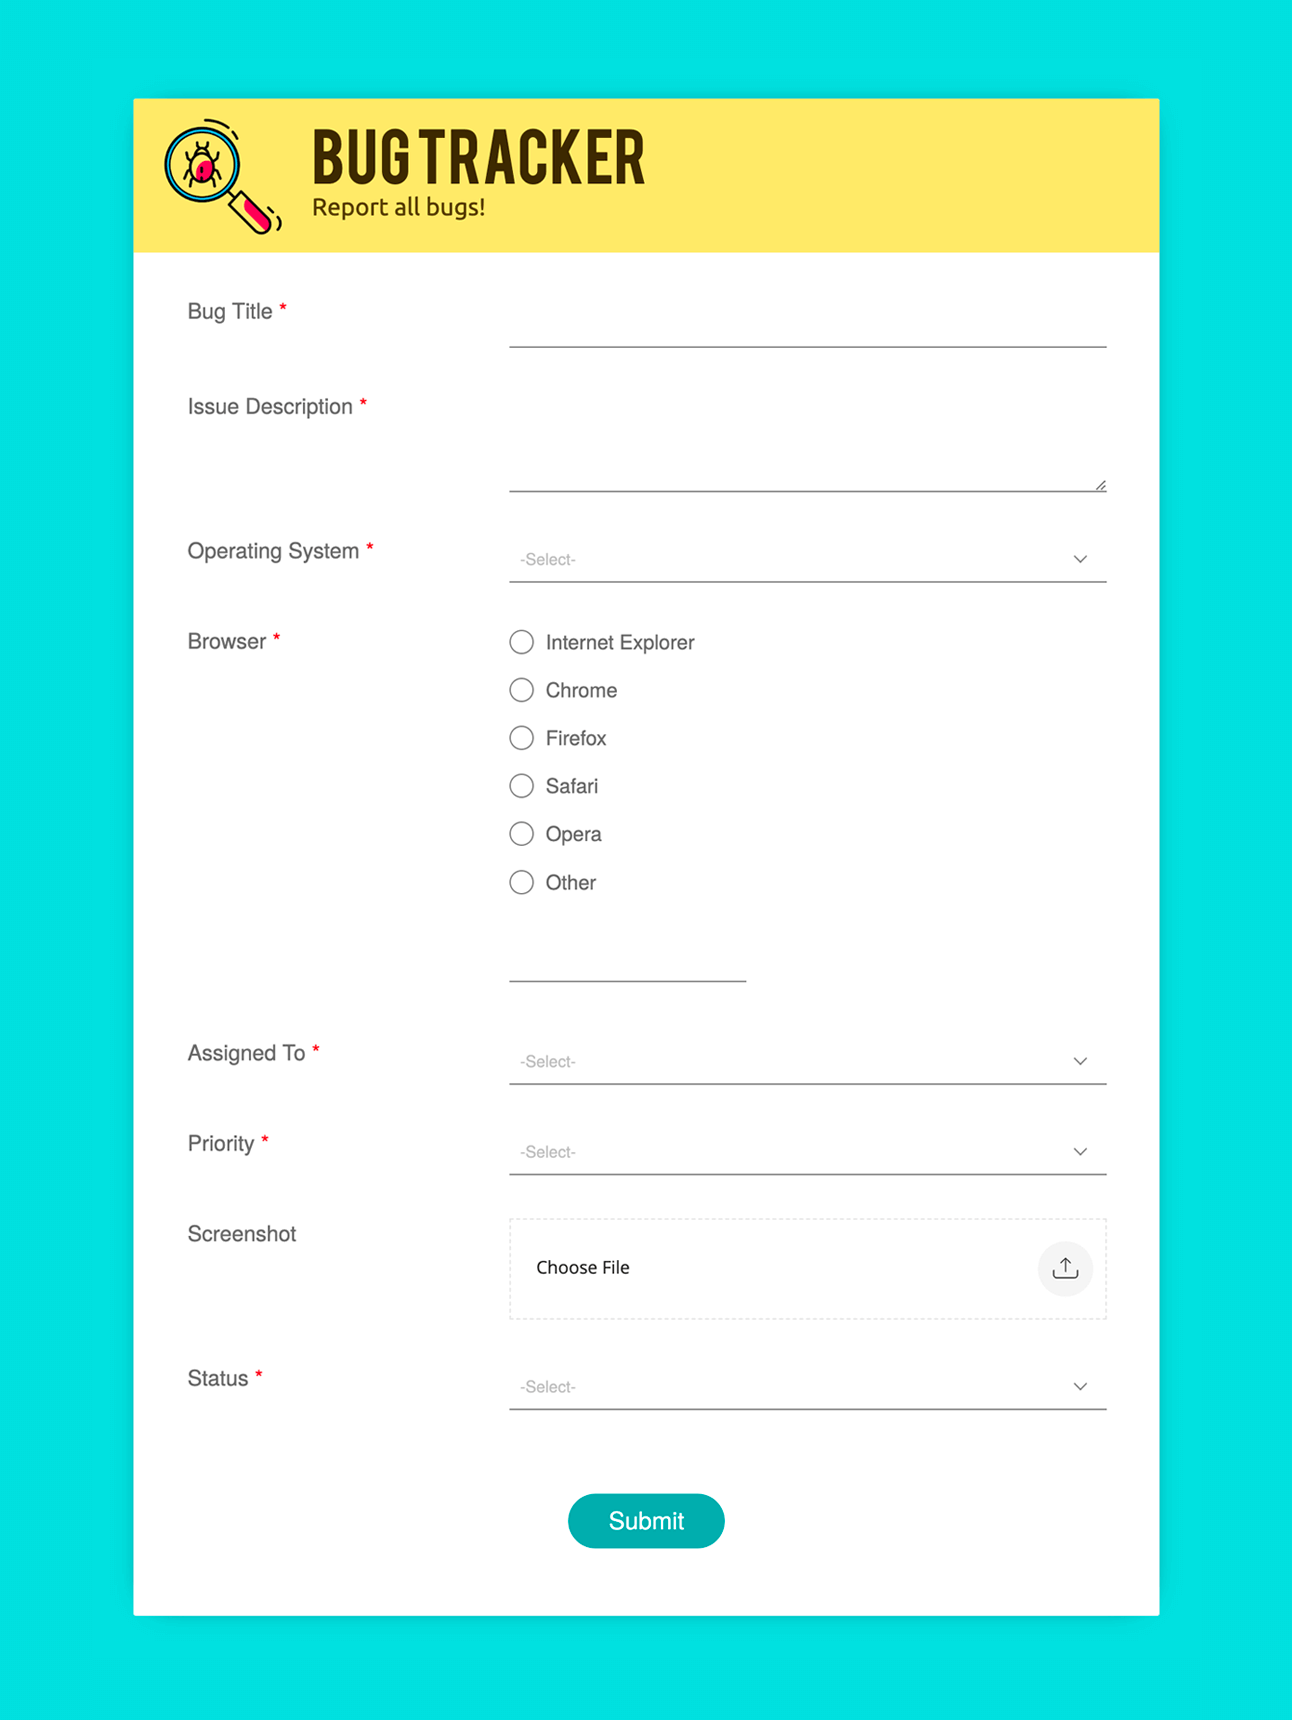 BUG TRACKER
Report all bugs!
Bug Title *
Issue Description *
Operating System *
-Select-
Browser *
Internet Explorer
Chrome
Firefox
Safari
Opera
Other
Assigned To *
-Select-
Priority *
-Select-
Screenshot
Choose File
Status *
-Select-
Submit